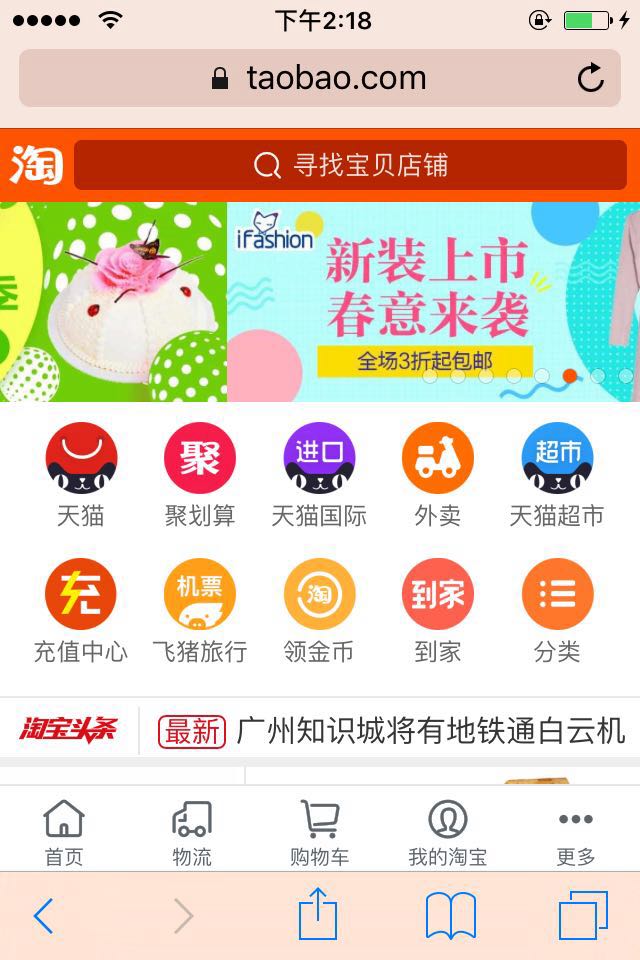 下午2:18
taobao.com
淘
寻找宝贝店铺
iFashion
新装上市
春意来袭
全场3折起包邮
聚
进口
超市
天猫
聚划算
天猫国际
外卖
天猫超市
充
机票
淘
到家
充值中心
飞猪旅行
领金币
到家
分类
淘宝头条
最新
广州知识城将有地铁通白云机
首页
物流
购物车
我的淘宝
更多